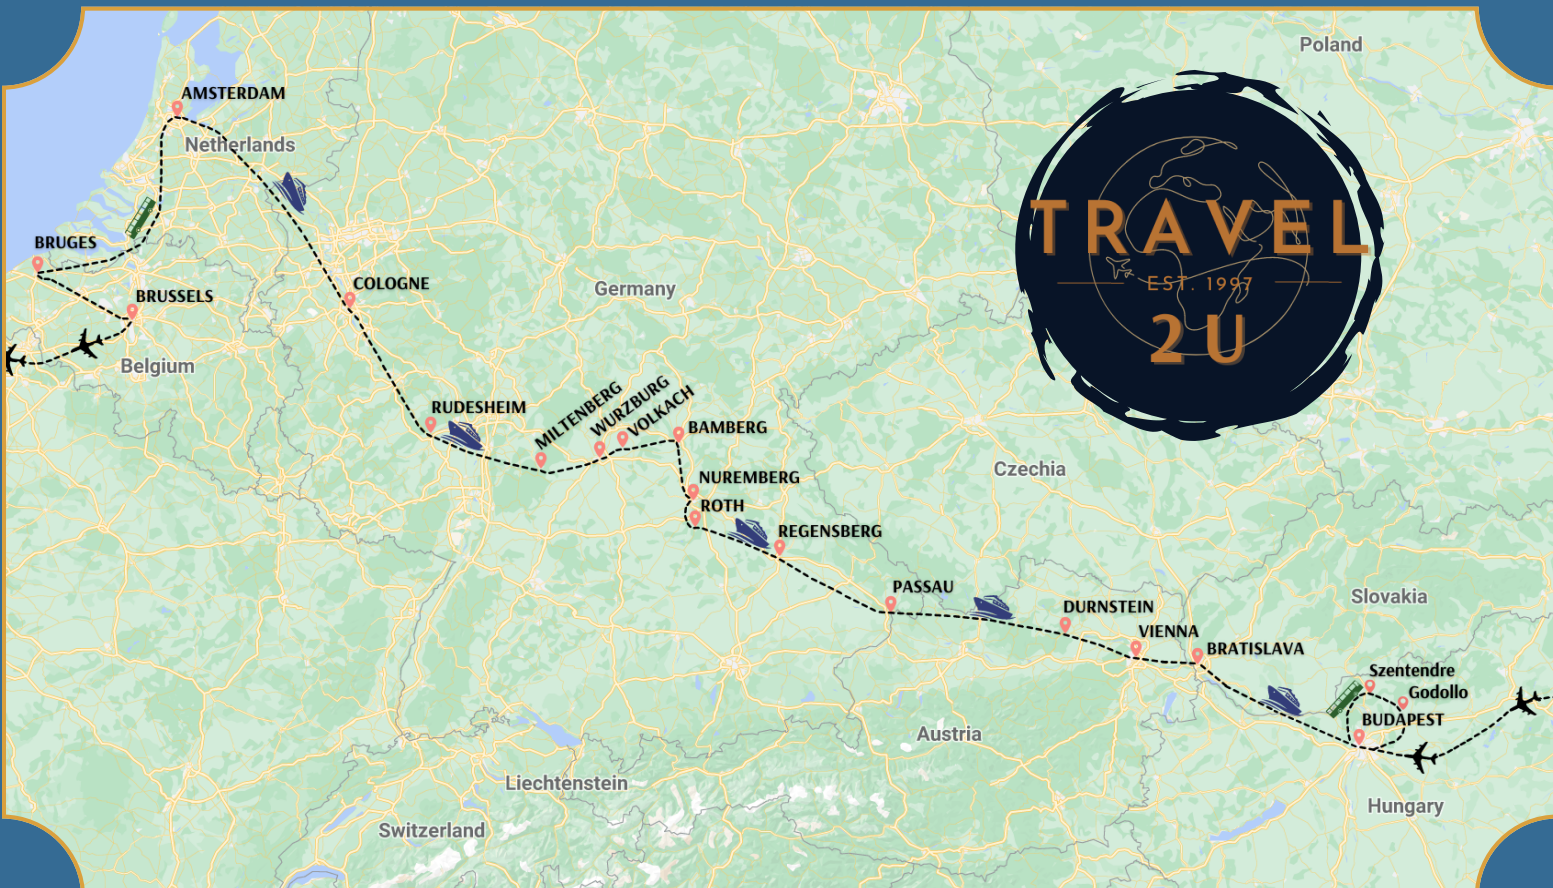 Poland
AMSTERDAM
Netherlands
TRAVEL
EST. 1997
2U
BRUGES
BRUSSELS
COLOGNE
Germany
Belgium
RUDESHEIM
MILTENBERG
WURZBURG
VOLKACH
BAMBERG
Czechia
NUREMBERG
ROTH
REGENSBERG
PASSAU
DURNSTEIN
Slovakia
VIENNA
BRATISLAVA
Szentendre
Godollo
BUDAPEST
Austria
Liechtenstein
Hungary
Switzerland